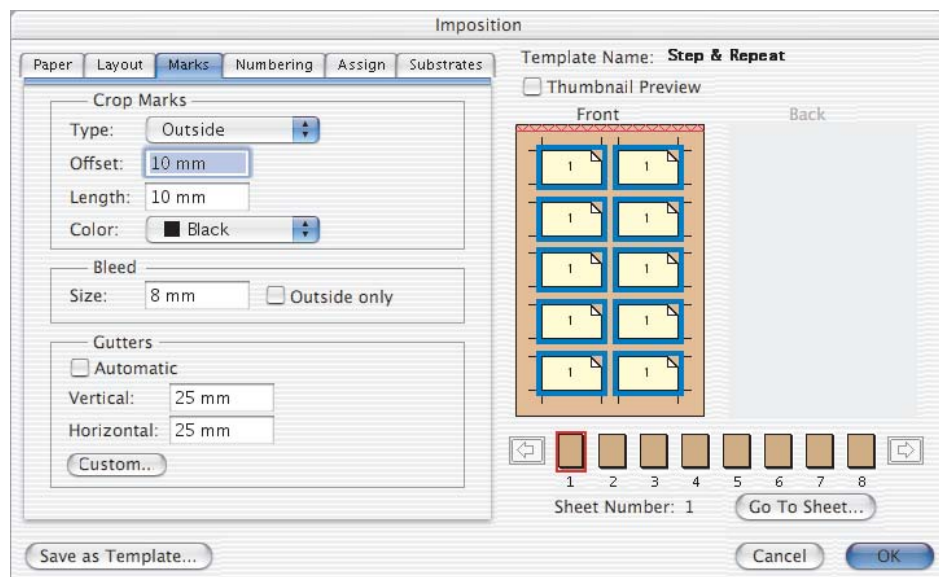 Imposition
Paper Layout Marks Numbering Assign Substrates
Crop Marks
Type: Outside
Offset: 10 mm
Length: 10 mm
Color: Black
Bleed
Size: 8 mm Outside only
Gutters
Automatic
Vertical: 25 mm
Horizontal: 25 mm
Custom..
Template Name: Step & Repeat
Thumbnail Preview
Front Back
1 1
1 1
1 1
1 1
1 1
1 2 3 4 5 6 7 8
Sheet Number: 1 Go To Sheet...
Save as Template... Cancel OK